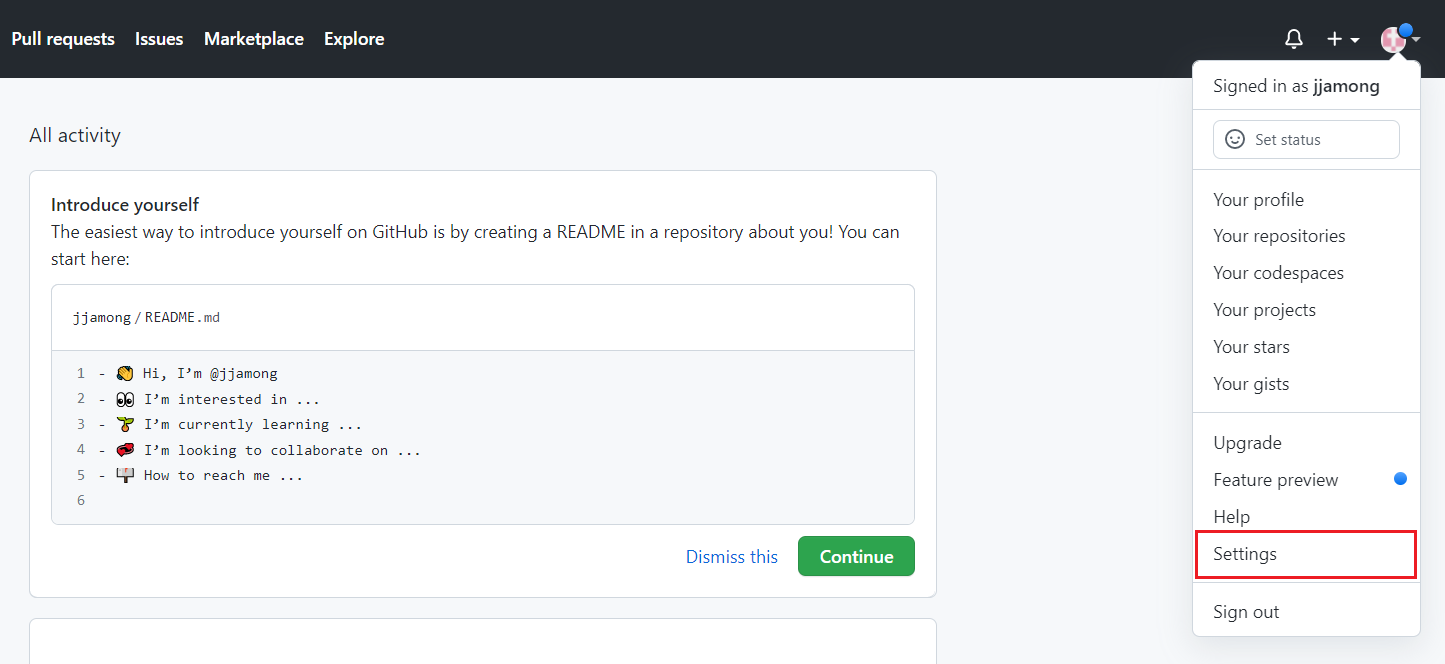 Pull requests Issues Marketplace Explore
Signed in as jjamong
Set status
Your profile
Your repositories
Your codespaces
Your projects
Your stars
Your gists
Upgrade
Feature preview
Help
Settings
Sign out
All activity
Introduce yourself
The easiest way to introduce yourself on GitHub is by creating a README in a repository about you! You can
start here:
jjamong/README.md
1 - 👋 Hi, I’m @jjamong
2 - 👀 I’m interested in ...
3 - 🌱 I’m currently learning ...
4 - 💞️ I’m looking to collaborate on ...
5 - 📫 How to reach me ...
6
Dismiss this Continue